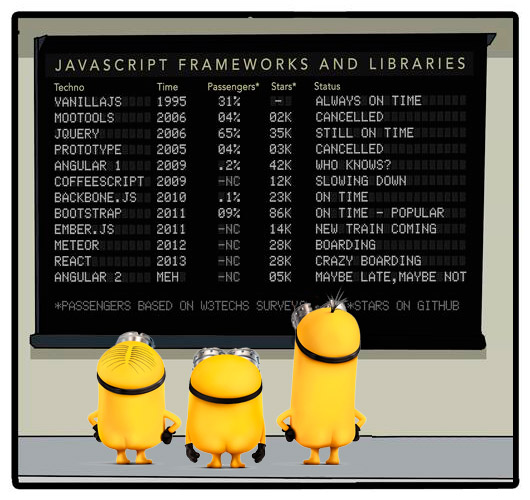 JAVASCRIPT FRAMEWORKS AND LIBRARIES
Techno Time Passengers* Stars* Status
VANILLAJS 1995 31% - ALWAYS ON TIME
MOOTOOLS 2006 04% 02K CANCELLED
JQUERY 2006 65% 35K STILL ON TIME
PROTOTYPE 2005 04% 03K CANCELLED
ANGULAR 1 2009 .2% 42K WHO KNOWS?
COFFEESCRIPT 2009 -NC 12K SLOWING DOWN
BACKBONE.JS 2010 .1% 23K ON TIME
BOOTSTRAP 2011 09% 86K ON TIME - POPULAR
EMBER.JS 2011 -NC 14K NEW TRAIN COMING
METEOR 2012 -NC 28K BOARDING
REACT 2013 -NC 28K CRAZY BOARDING
ANGULAR 2 MEH -NC 05K MAYBE LATE,MAYBE NOT
*PASSENGERS BASED ON W3TECHS SURVEYS *STARS ON GITHUB